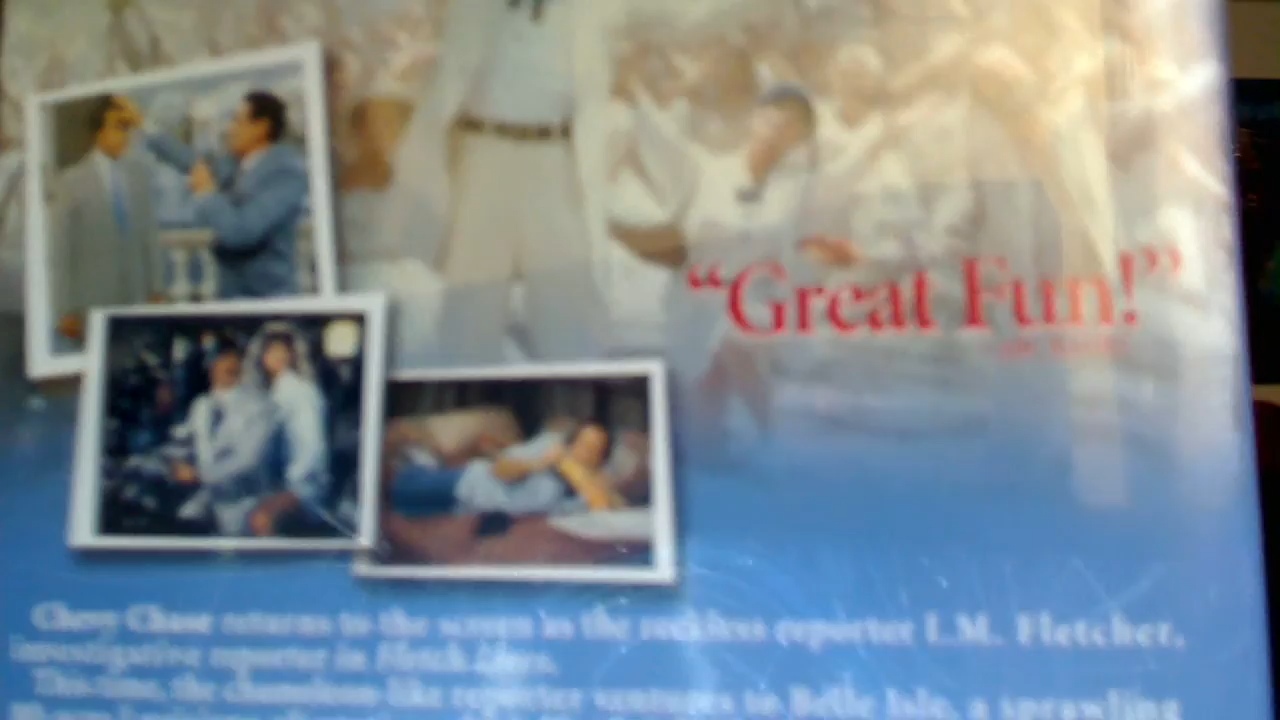 “Great Fun!”
Chevy Chase returns to the screen as the reckless reporter I.M. Fletcher,
investigative reporter in Fletch Lives.
This time, the chameleon-like reporter ventures to Belle Isle, a sprawling